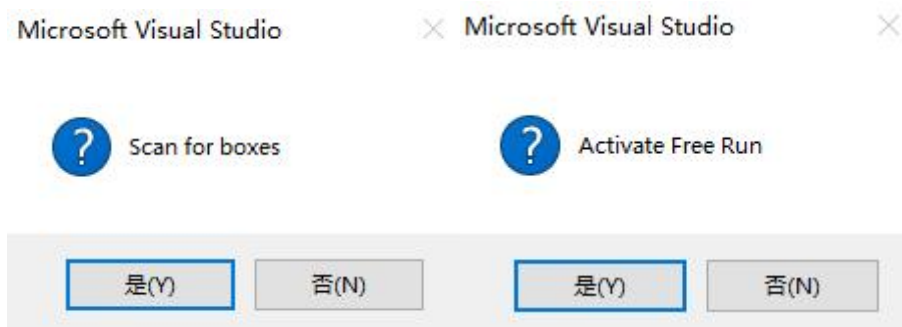 Microsoft Visual Studio
Scan for boxes
是(Y)
否(N)
Microsoft Visual Studio
Activate Free Run
是(Y)
否(N)